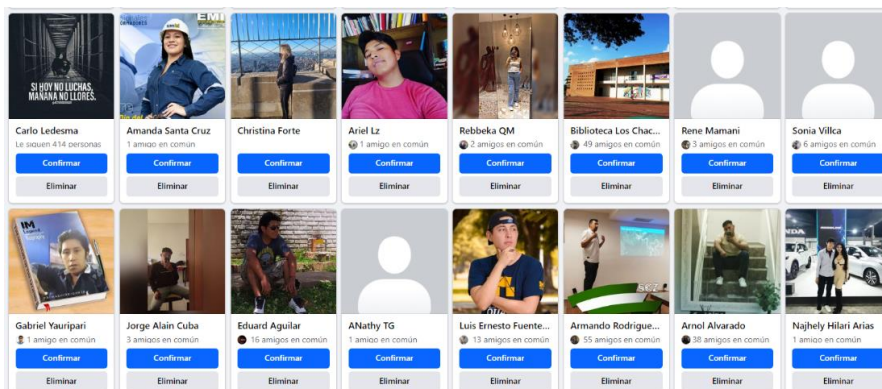 SI HOY NO LUCHAS,
MAÑANA NO LLORES.
EMI
Carlo Ledesma
Le siguen 414 personas
Confirmar
Eliminar
Amanda Santa Cruz
1 amigo en común
Confirmar
Eliminar
Christina Forte
Confirmar
Eliminar
Ariel Lz
1 amigo en común
Confirmar
Eliminar
Rebbeka QM
2 amigos en común
Confirmar
Eliminar
Biblioteca Los Chac...
49 amigos en común
Confirmar
Eliminar
Rene Mamani
3 amigos en común
Confirmar
Eliminar
Sonia Villca
6 amigos en común
Confirmar
Eliminar
IM
Gabriel Yauripari
1 amigo en común
Confirmar
Eliminar
Jorge Alain Cuba
3 amigos en común
Confirmar
Eliminar
Eduard Aguilar
16 amigos en común
Confirmar
Eliminar
ANathy TG
1 amigo en común
Confirmar
Eliminar
Luis Ernesto Fuente...
13 amigos en común
Confirmar
Eliminar
SCZ
Armando Rodrigue...
55 amigos en común
Confirmar
Eliminar
Arnol Alvarado
38 amigos en común
Confirmar
Eliminar
HONDA
Najhely Hilari Arias
1 amigo en común
Confirmar
Eliminar